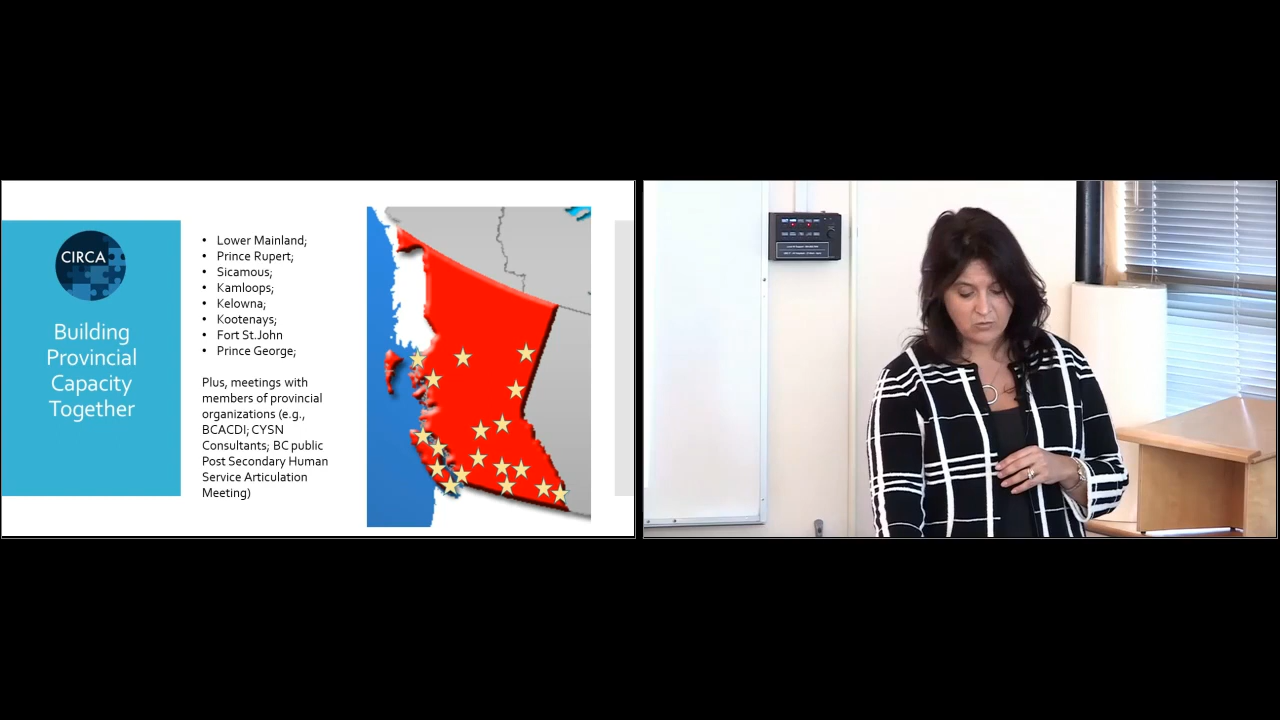 CIRCA
Building
Provincial
Capacity
Together
• Lower Mainland;
• Prince Rupert;
• Sicamous;
• Kamloops;
• Kelowna;
• Kootenays;
• Fort St.John
• Prince George;
Plus, meetings with
members of provincial
organizations (e.g.,
BCACDI; CYSN
Consultants; BC public
Post Secondary Human
Service Articulation
Meeting)